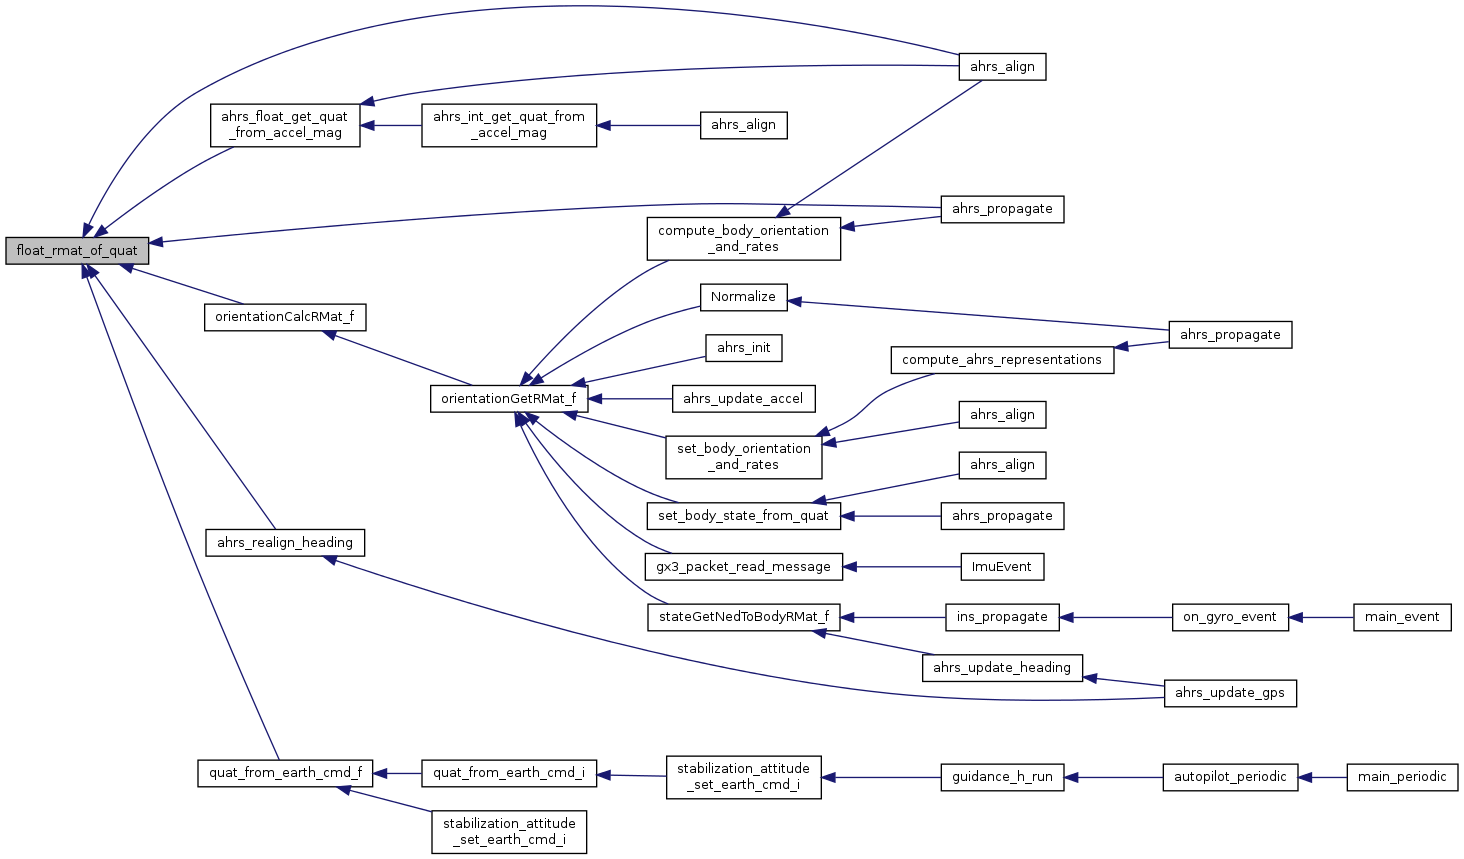 ahrs_align
ahrs_float_get_quat
_from_accel_mag
ahrs_int_get_quat_from
_accel_mag
ahrs_align
ahrs_propagate
compute_body_orientation
_and_rates
float_rmat_of_quat
Normalize
orientationCalcRMat_f
ahrs_propagate
ahrs_init
compute_ahrs_representations
orientationGetRMat_f
ahrs_update_accel
ahrs_align
set_body_orientation
_and_rates
ahrs_align
set_body_state_from_quat
ahrs_propagate
ahrs_realign_heading
gx3_packet_read_message
ImuEvent
stateGetNedToBodyRMat_f
ins_propagate
on_gyro_event
main_event
ahrs_update_heading
ahrs_update_gps
quat_from_earth_cmd_f
quat_from_earth_cmd_i
stabilization_attitude
_set_earth_cmd_i
guidance_h_run
autopilot_periodic
main_periodic
stabilization_attitude
_set_earth_cmd_i